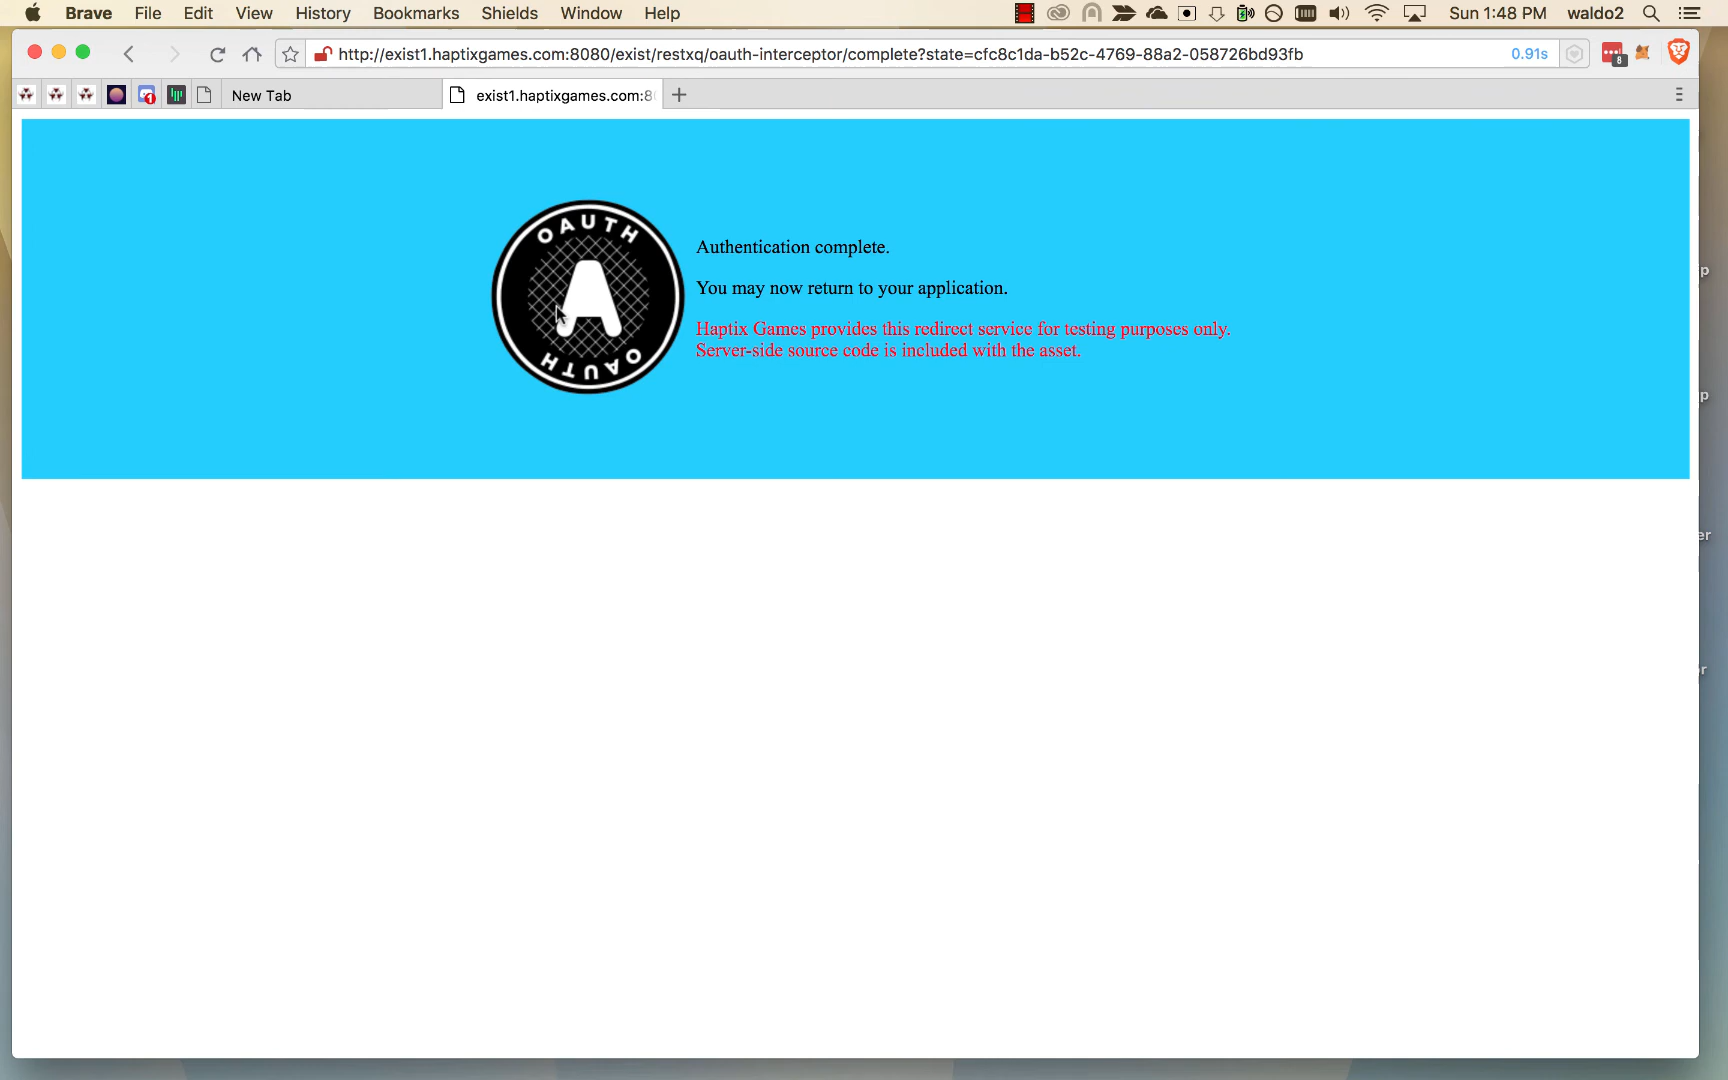 Brave File Edit View History Bookmarks Shields Window Help Sun 1:48 PM waldo2
http://exist1.haptixgames.com:8080/exist/restxq/oauth-interceptor/complete?state=cfc8c1da-b52c-4769-88a2-058726bd93fb 0.91s 8
1 New Tab exist1.haptixgames.com:8
OAUTH
A
OAUTH
Authentication complete.
You may now return to your application.
Haptix Games provides this redirect service for testing purposes only.
Server-side source code is included with the asset.
p
p
er
r